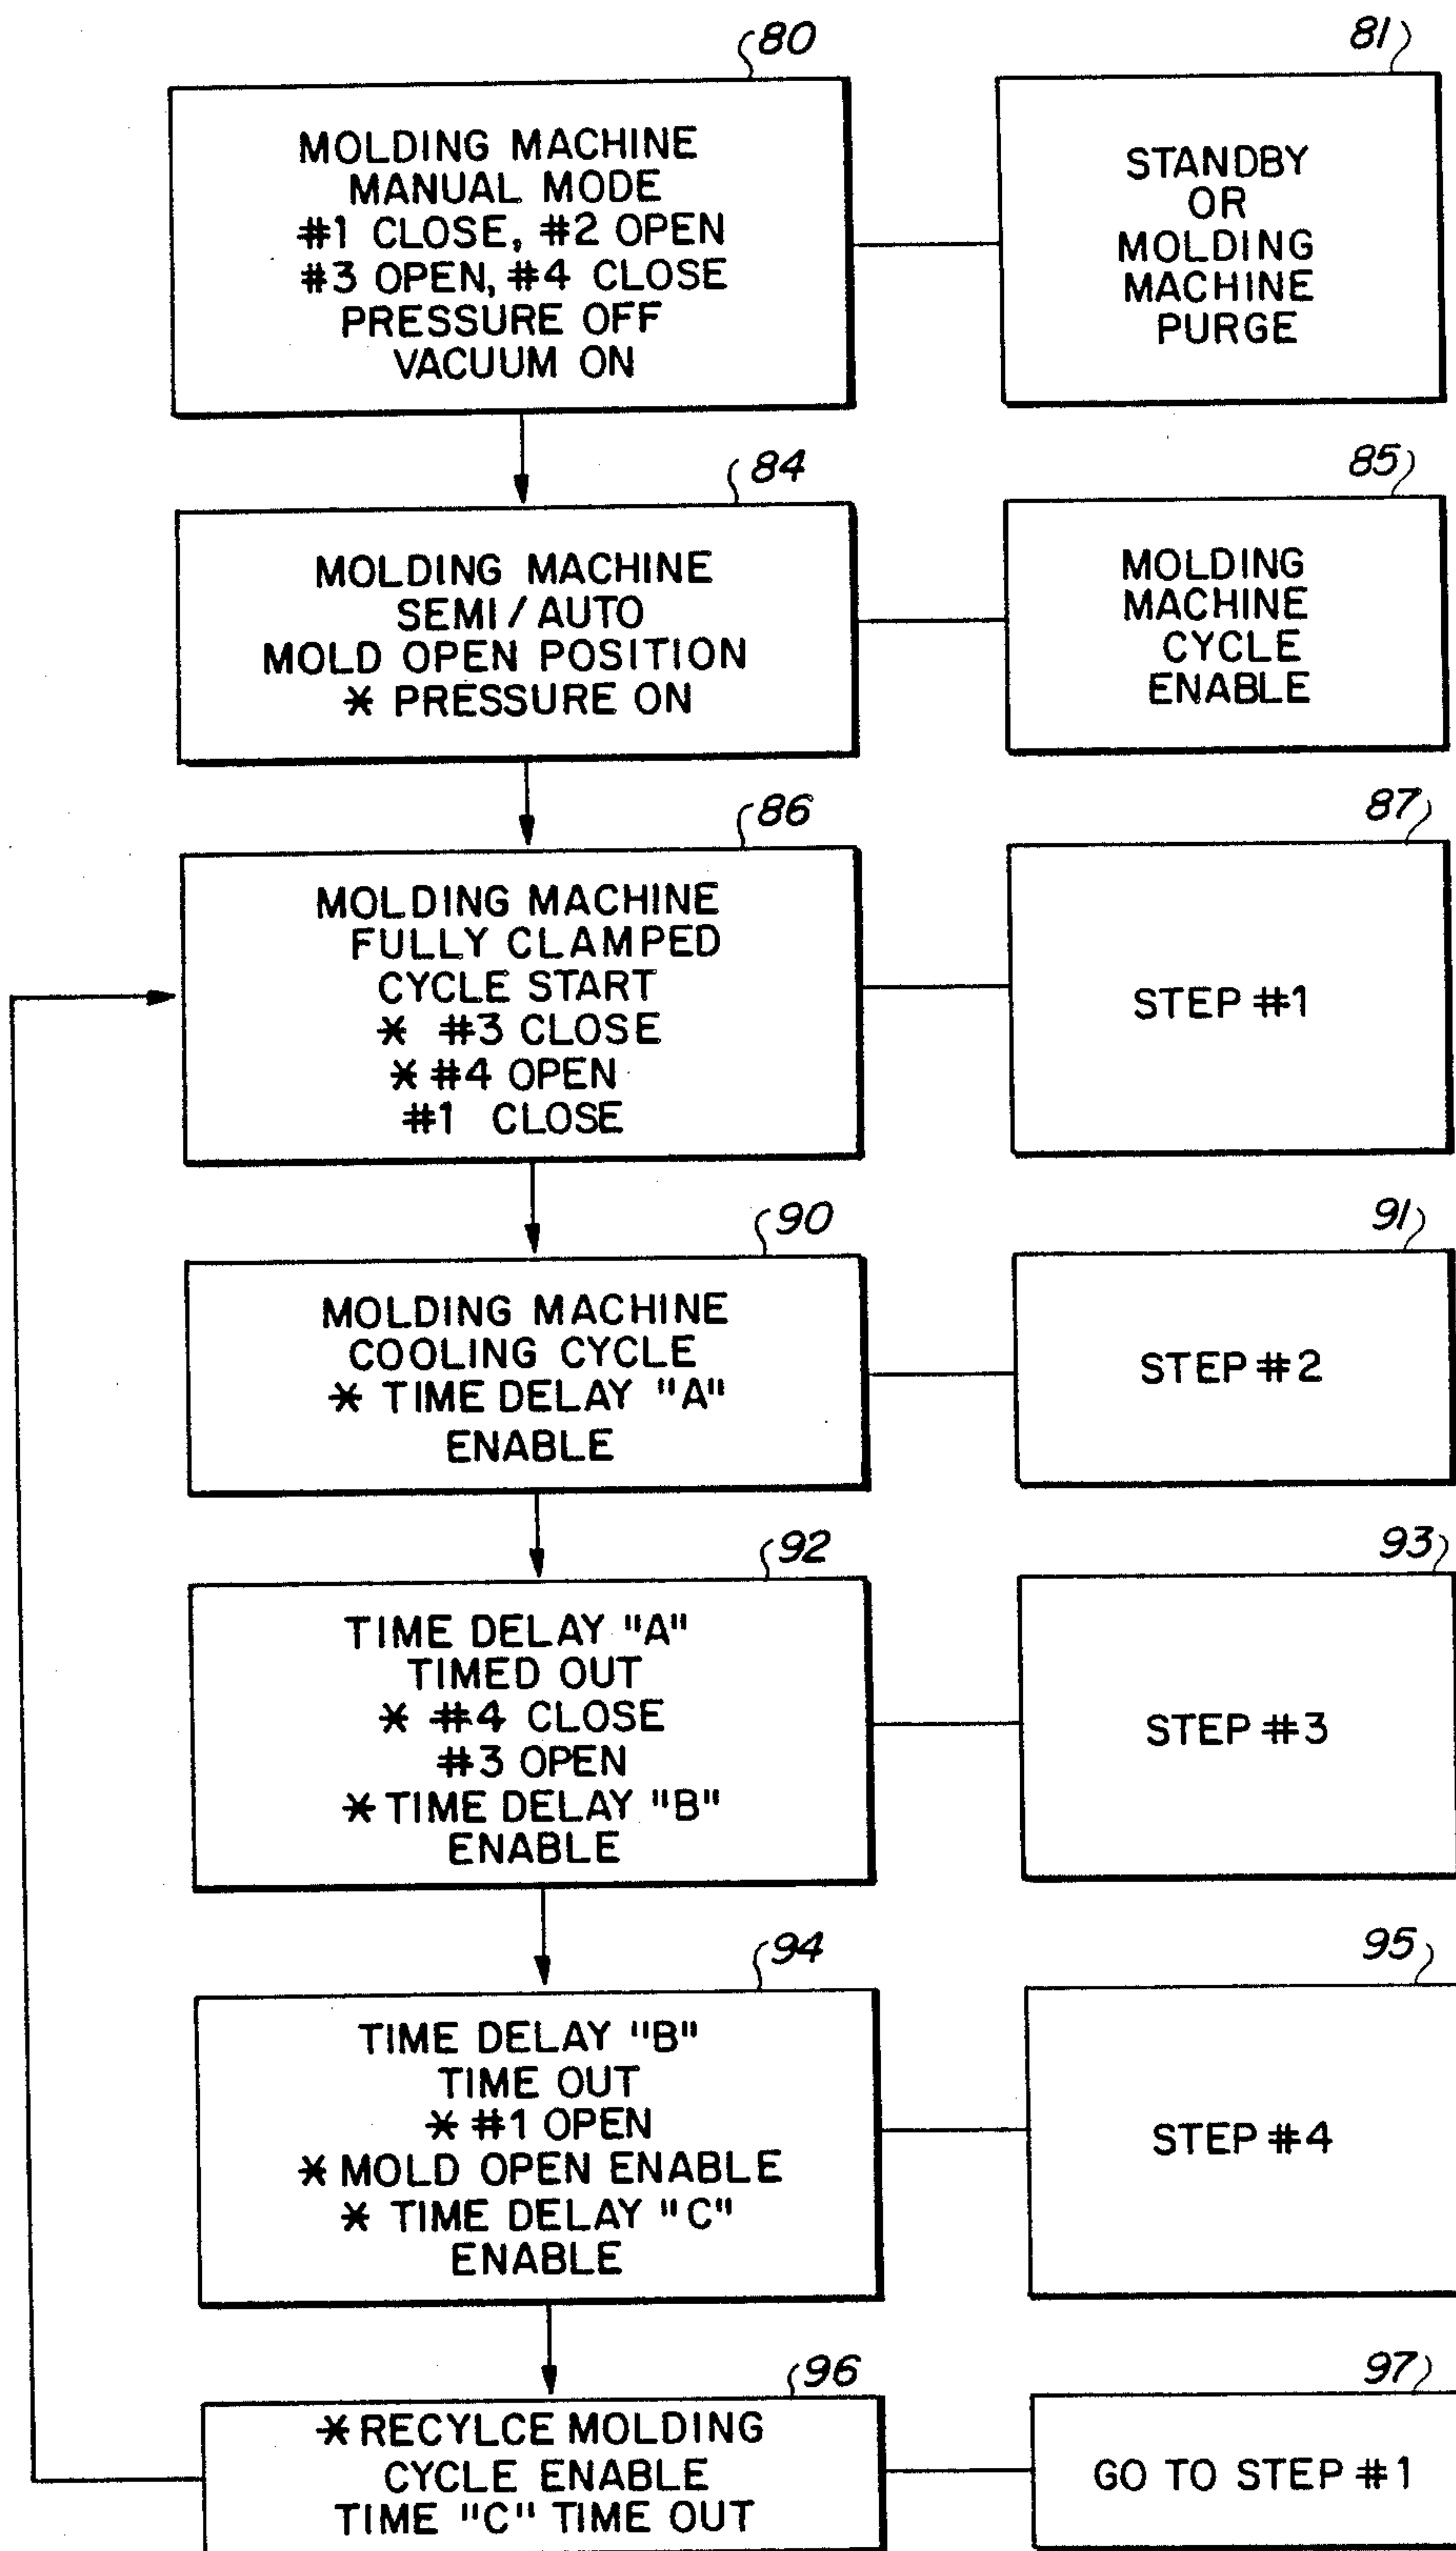 80
MOLDING MACHINE
MANUAL MODE
#1 CLOSE, #2 OPEN
#3 OPEN, #4 CLOSE
PRESSURE OFF
VACUUM ON
81
STANDBY
OR
MOLDING
MACHINE
PURGE
84
MOLDING MACHINE
SEMI/AUTO
MOLD OPEN POSITION
* PRESSURE ON
85
MOLDING
MACHINE
CYCLE
ENABLE
86
MOLDING MACHINE
FULLY CLAMPED
CYCLE START
* #3 CLOSE
* #4 OPEN
#1 CLOSE
87
STEP #1
90
MOLDING MACHINE
COOLING CYCLE
* TIME DELAY "A"
ENABLE
91
STEP #2
92
TIME DELAY "A"
TIMED OUT
* #4 CLOSE
#3 OPEN
* TIME DELAY "B"
ENABLE
93
STEP #3
94
TIME DELAY "B"
TIME OUT
* #1 OPEN
* MOLD OPEN ENABLE
* TIME DELAY "C"
ENABLE
95
STEP #4
96
* RECYLCE MOLDING
CYCLE ENABLE
TIME "C" TIME OUT
97
GO TO STEP #1